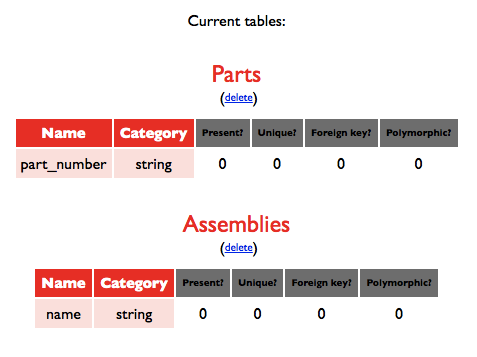 Current tables:
Parts
(delete)
Name Category Present? Unique? Foreign key? Polymorphic?
part_number string 0 0 0 0
Assemblies
(delete)
Name Category Present? Unique? Foreign key? Polymorphic?
name string 0 0 0 0